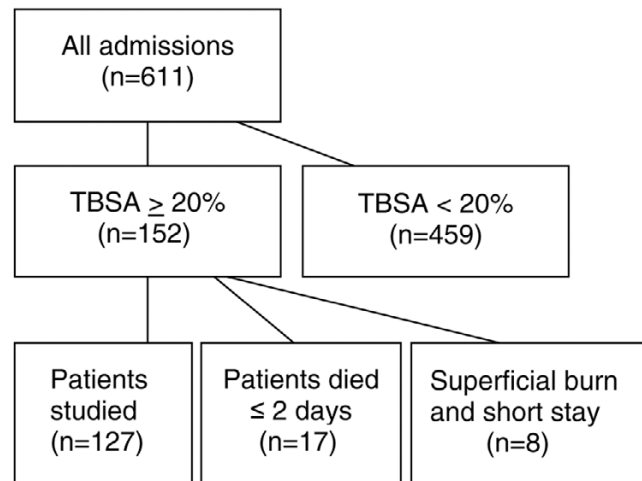 All admissions
(n=611)
TBSA ≥ 20%
(n=152)
TBSA < 20%
(n=459)
Patients
studied
(n=127)
Patients died
≤ 2 days
(n=17)
Superficial burn
and short stay
(n=8)